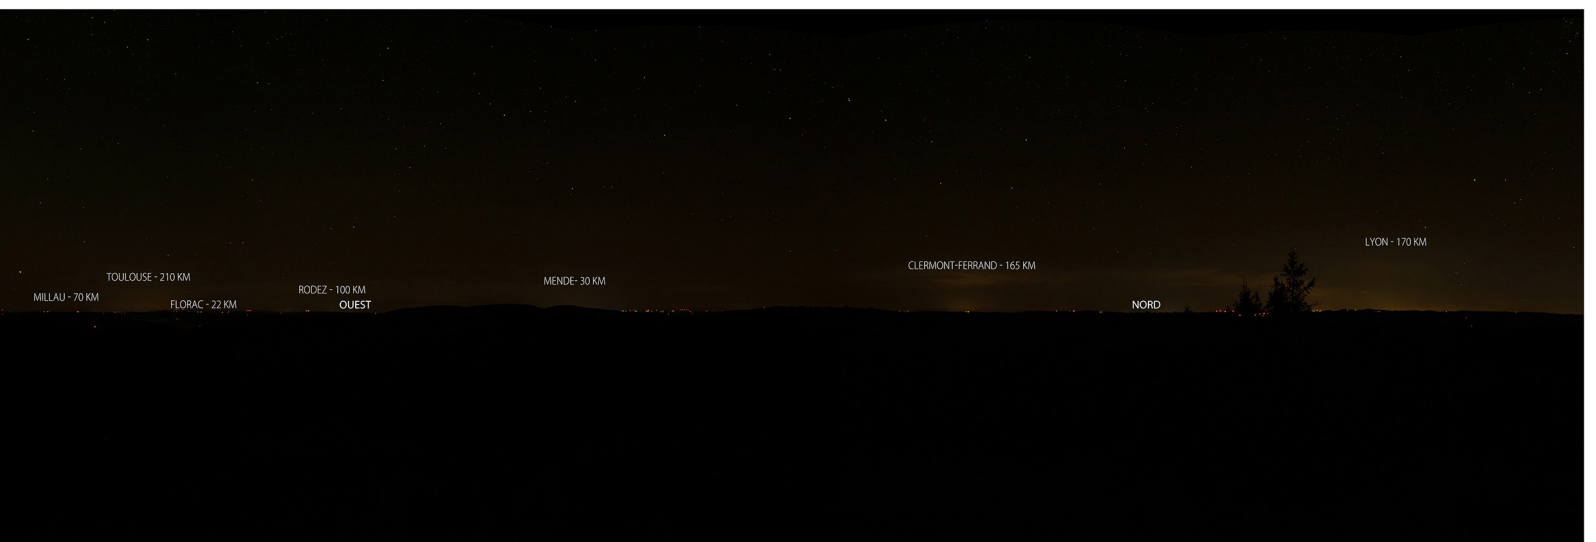 MILLAU - 70 KM
TOULOUSE - 210 KM
FLORAC - 22 KM
RODEZ - 100 KM
OUEST
MENDE- 30 KM
CLERMONT-FERRAND - 165 KM
NORD
LYON - 170 KM